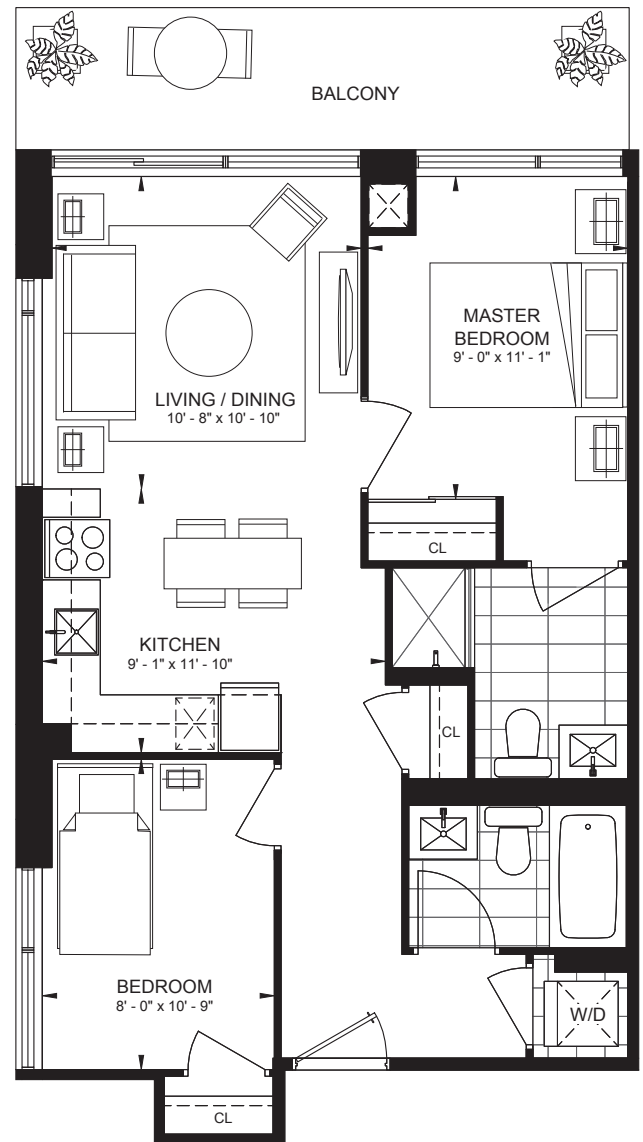 BALCONY
MASTER
BEDROOM
9' - 0" x 11' - 1"
LIVING / DINING
10' - 8" x 10' - 10"
CL
KITCHEN
9' - 1" x 11' - 10"
CL
BEDROOM
8' - 0" x 10' - 9"
W/D
CL